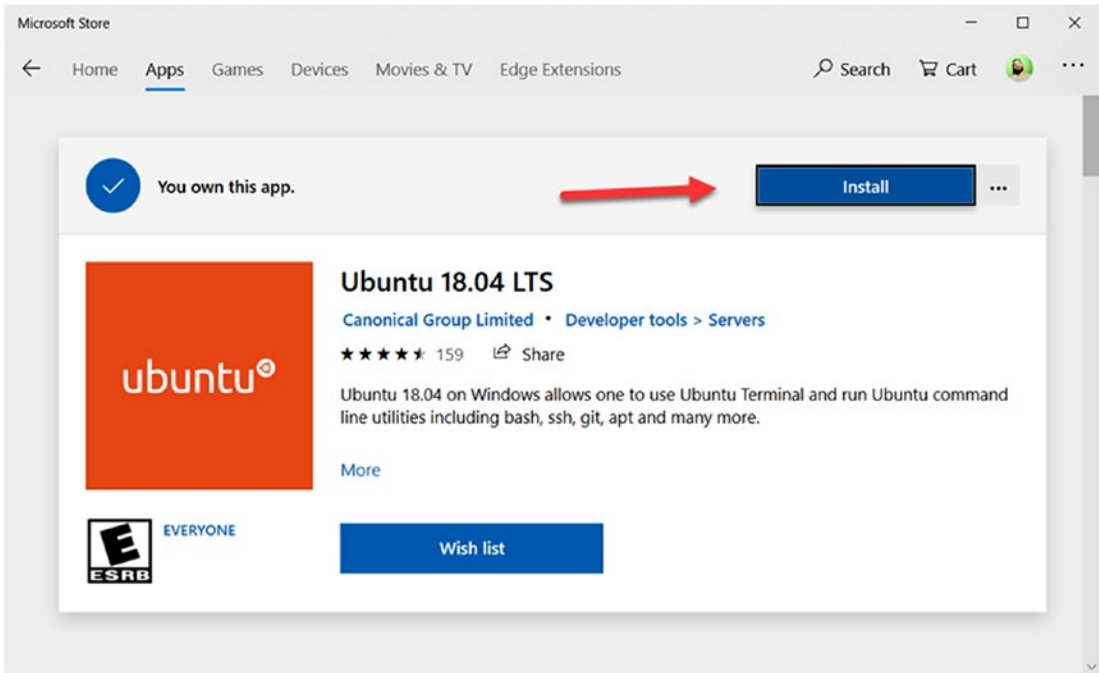 Microsoft Store
Home Apps Games Devices Movies & TV Edge Extensions Search Cart
You own this app.
Install
Ubuntu 18.04 LTS
Canonical Group Limited • Developer tools > Servers
159 Share
ubuntu
Ubuntu 18.04 on Windows allows one to use Ubuntu Terminal and run Ubuntu command
line utilities including bash, ssh, git, apt and many more.
More
E
EVERYONE
ESRB
Wish list